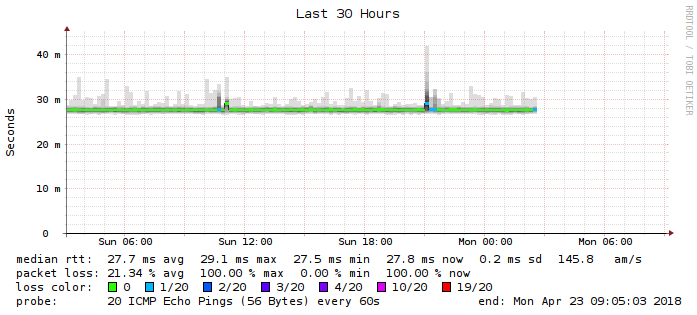 Last 30 Hours
RRDTOOL / TOBI OETIKER
Seconds
40 m
30 m
20 m
10 m
0
Sun 06:00 Sun 12:00 Sun 18:00 Mon 00:00 Mon 06:00
median rtt: 27.7 ms avg 29.1 ms max 27.5 ms min 27.8 ms now 0.2 ms sd 145.8 am/s
packet loss: 21.34 % avg 100.00 % max 0.00 % min 100.00 % now
loss color: 0 1/20 2/20 3/20 4/20 10/20 19/20
probe: 20 ICMP Echo Pings (56 Bytes) every 60s end: Mon Apr 23 09:05:03 2018